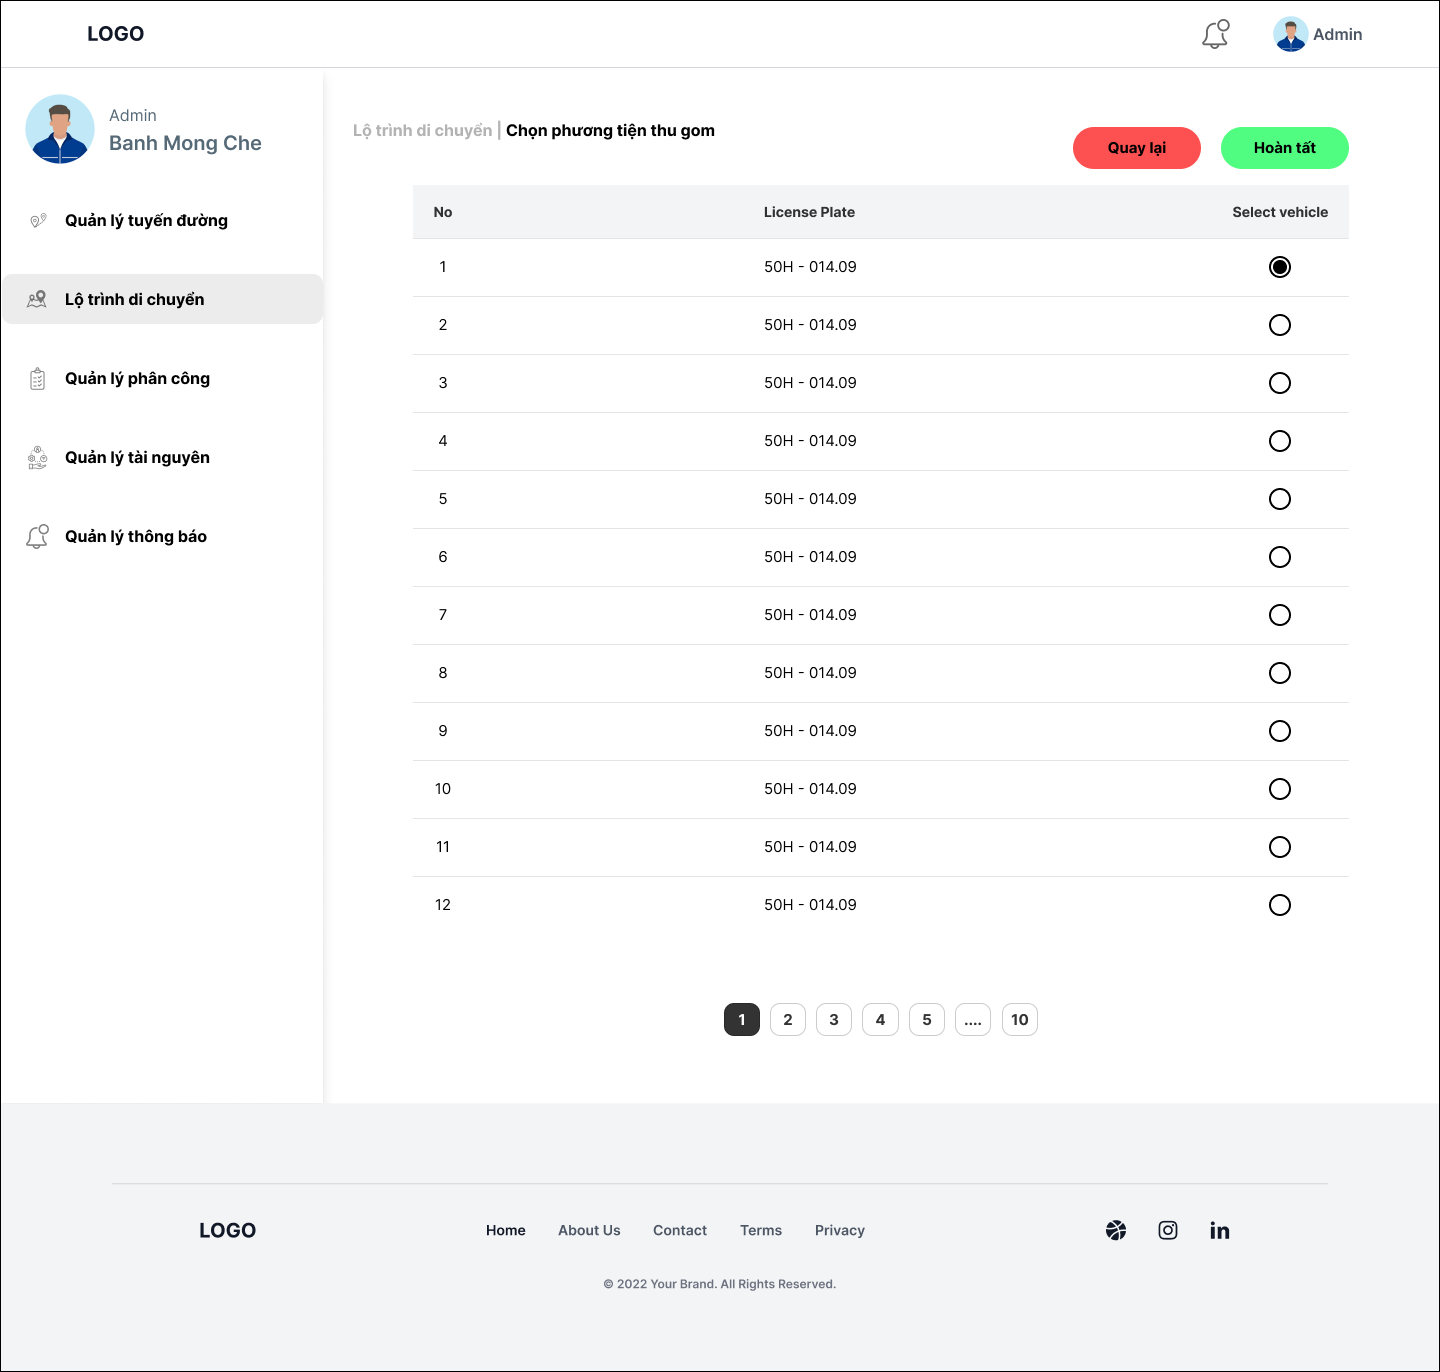 LOGO
Admin
Admin
Banh Mong Che
Quản lý tuyến đường
Lộ trình di chuyển
Quản lý phân công
Quản lý tài nguyên
Quản lý thông báo
Lộ trình di chuyển | Chọn phương tiện thu gom
Quay lại
Hoàn tất
No License Plate Select vehicle
1 50H - 014.09
2 50H - 014.09
3 50H - 014.09
4 50H - 014.09
5 50H - 014.09
6 50H - 014.09
7 50H - 014.09
8 50H - 014.09
9 50H - 014.09
10 50H - 014.09
11 50H - 014.09
12 50H - 014.09
1 2 3 4 5 .... 10
LOGO
Home About Us Contact Terms Privacy
© 2022 Your Brand. All Rights Reserved.